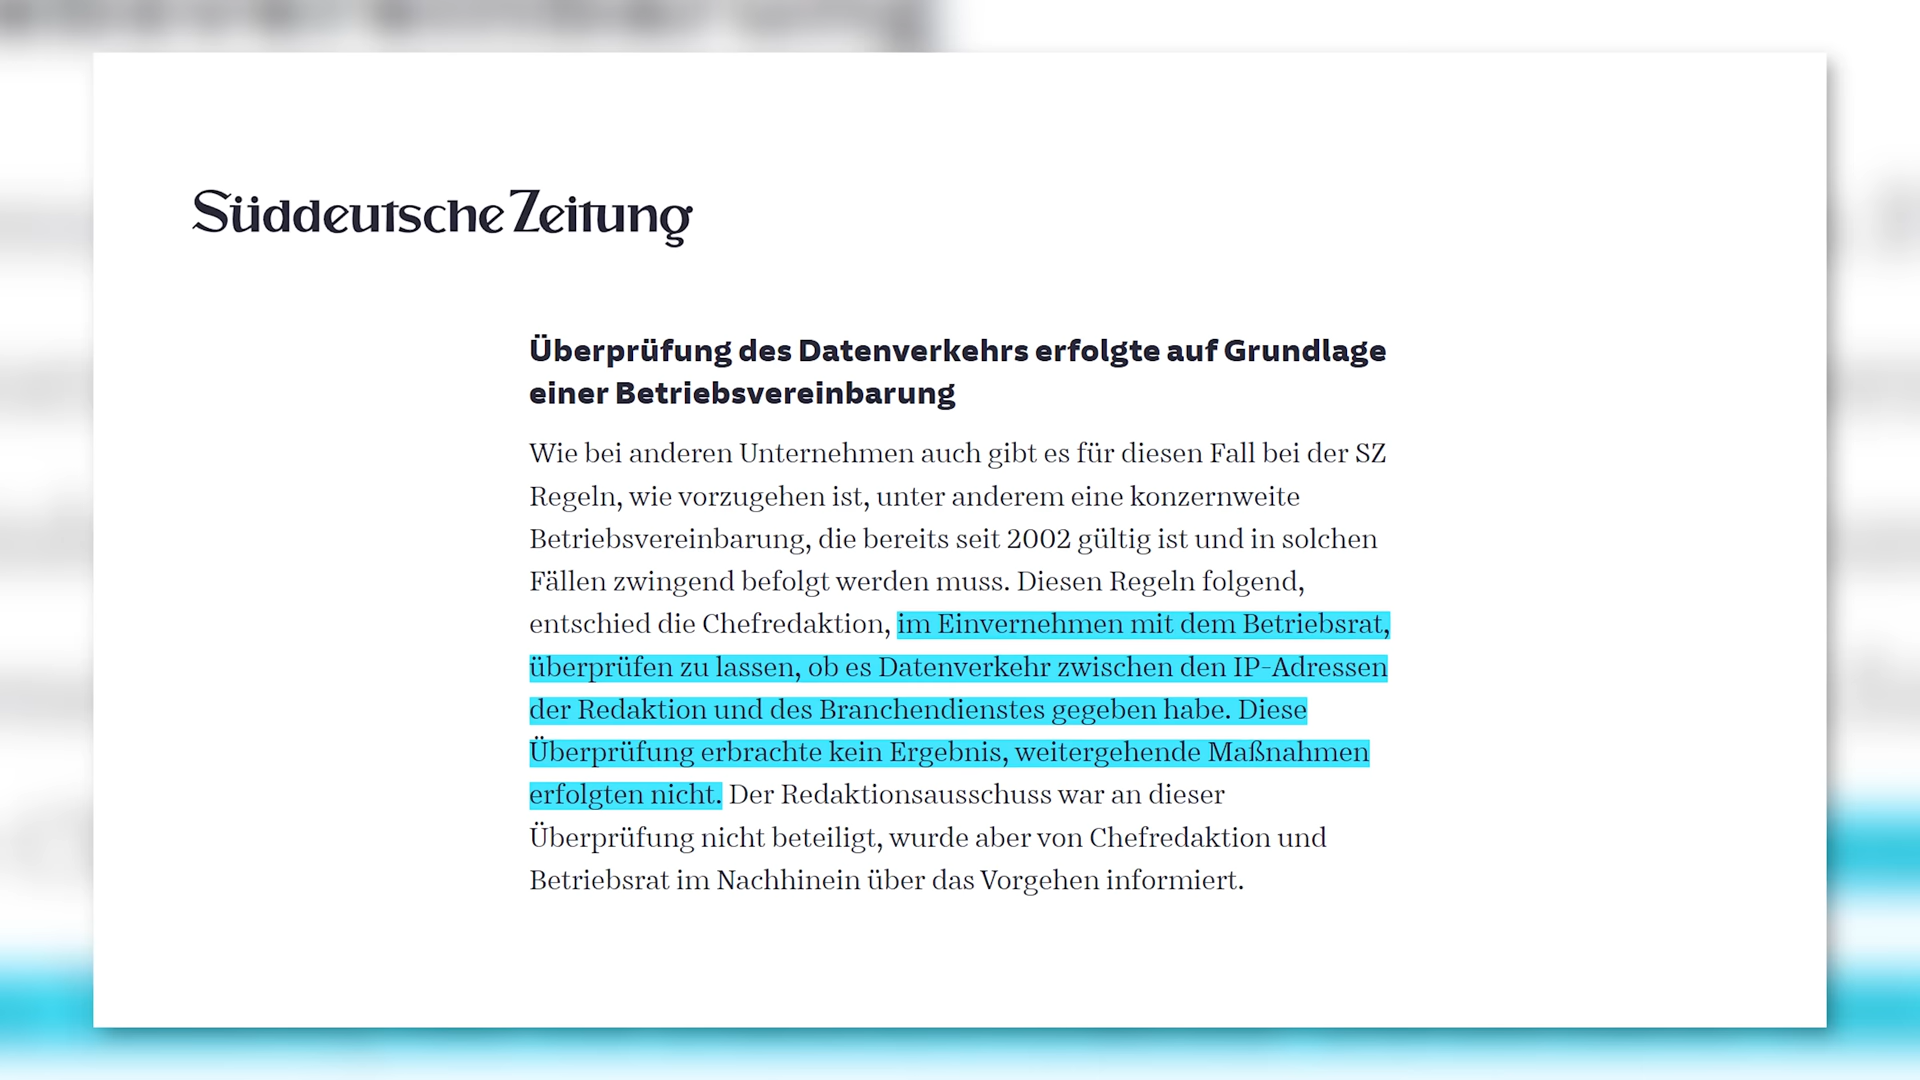 Süddeutsche Zeitung
Überprüfung des Datenverkehrs erfolgte auf Grundlage
einer Betriebsvereinbarung
Wie bei anderen Unternehmen auch gibt es für diesen Fall bei der SZ
Regeln, wie vorzugehen ist, unter anderem eine konzernweite
Betriebsvereinbarung, die bereits seit 2002 gültig ist und in solchen
Fällen zwingend befolgt werden muss. Diesen Regeln folgend,
entschied die Chefredaktion, im Einvernehmen mit dem Betriebsrat,
überprüfen zu lassen, ob es Datenverkehr zwischen den IP-Adressen
der Redaktion und des Branchendienstes gegeben habe. Diese
Überprüfung erbrachte kein Ergebnis, weitergehende Maßnahmen
erfolgten nicht. Der Redaktionsausschuss war an dieser
Überprüfung nicht beteiligt, wurde aber von Chefredaktion und
Betriebsrat im Nachhinein über das Vorgehen informiert.